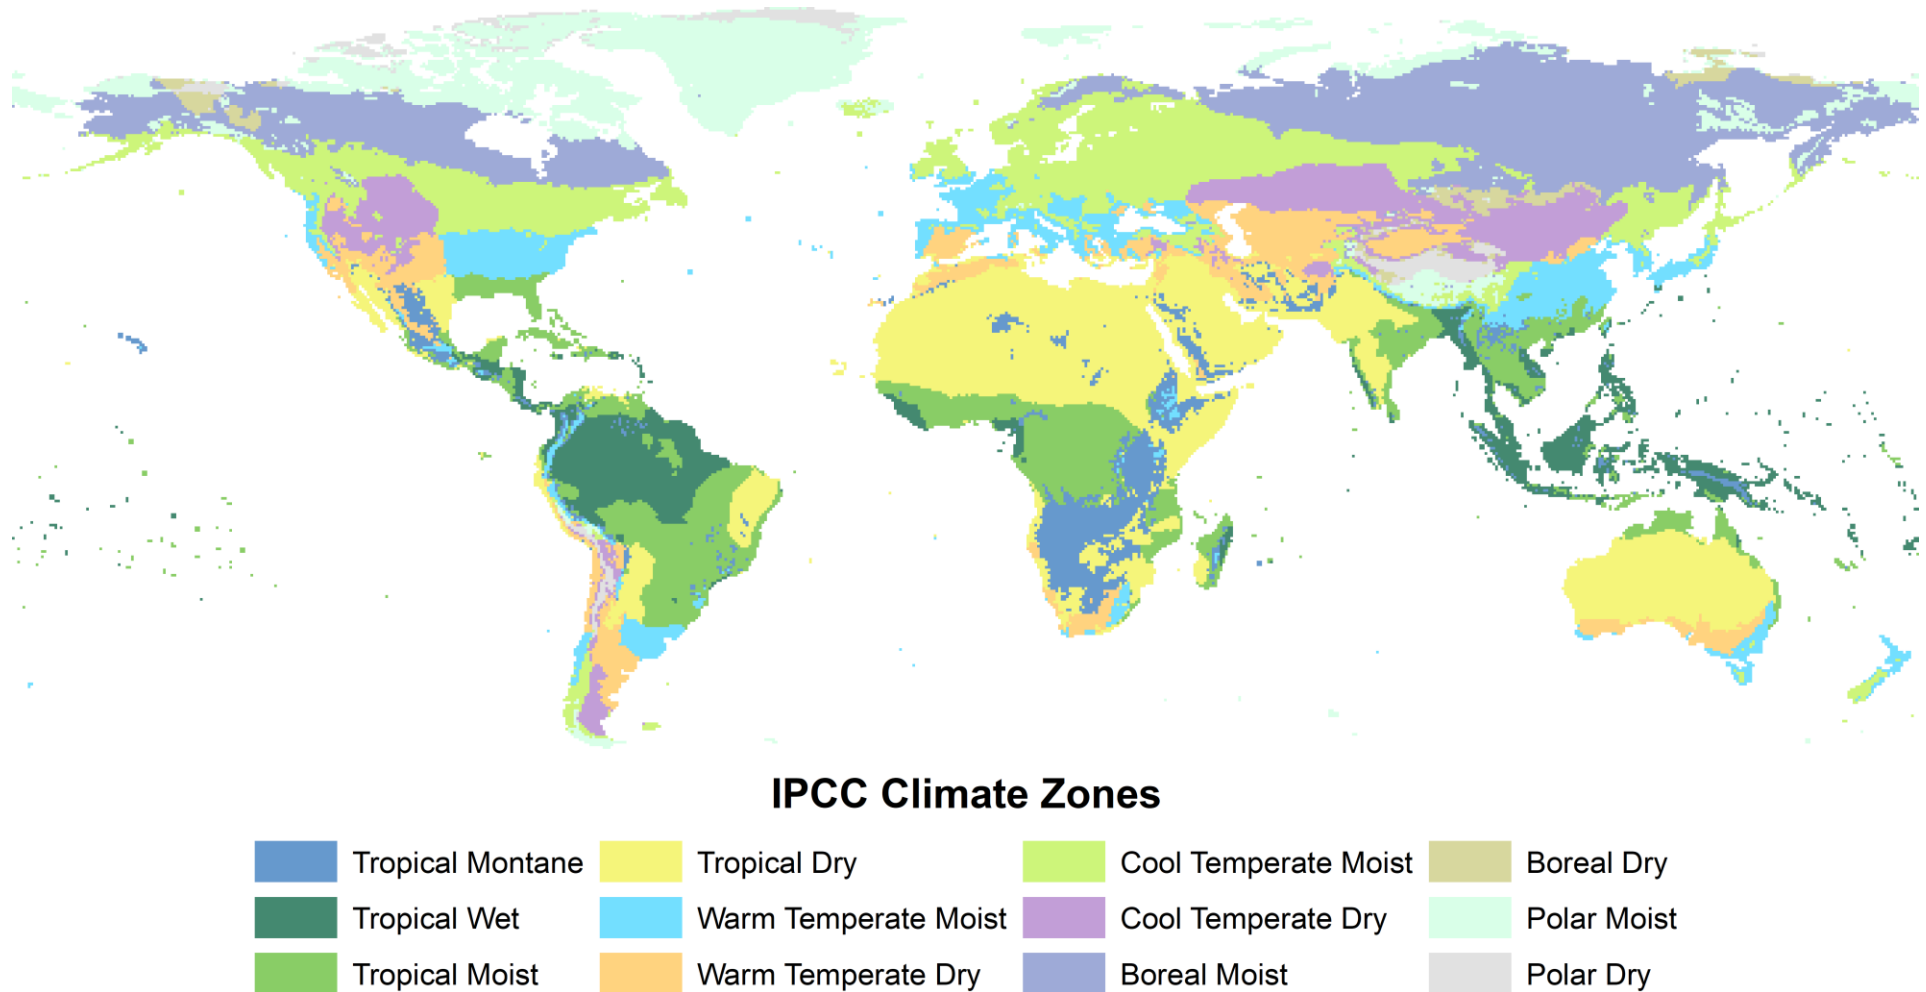 IPCC Climate Zones
Tropical Montane
Tropical Dry
Cool Temperate Moist
Boreal Dry
Tropical Wet
Warm Temperate Moist
Cool Temperate Dry
Polar Moist
Tropical Moist
Warm Temperate Dry
Boreal Moist
Polar Dry